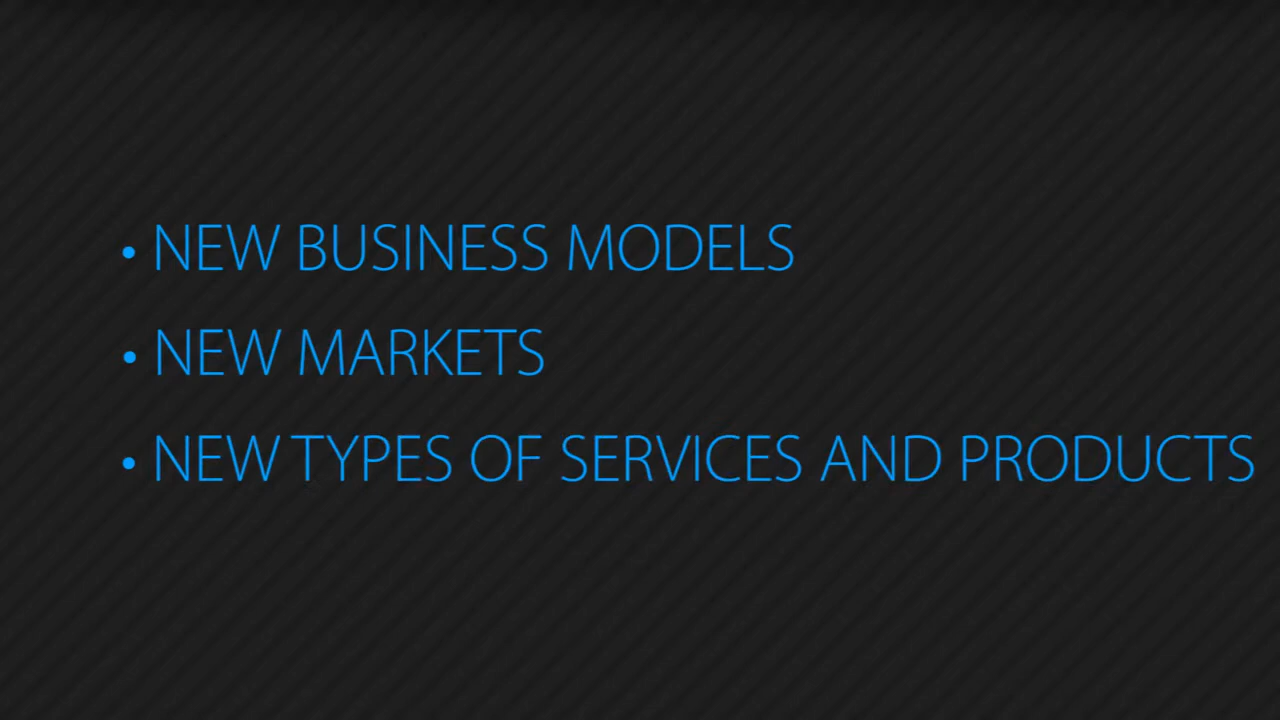 • NEW BUSINESS MODELS
• NEW MARKETS
• NEW TYPES OF SERVICES AND PRODUCTS